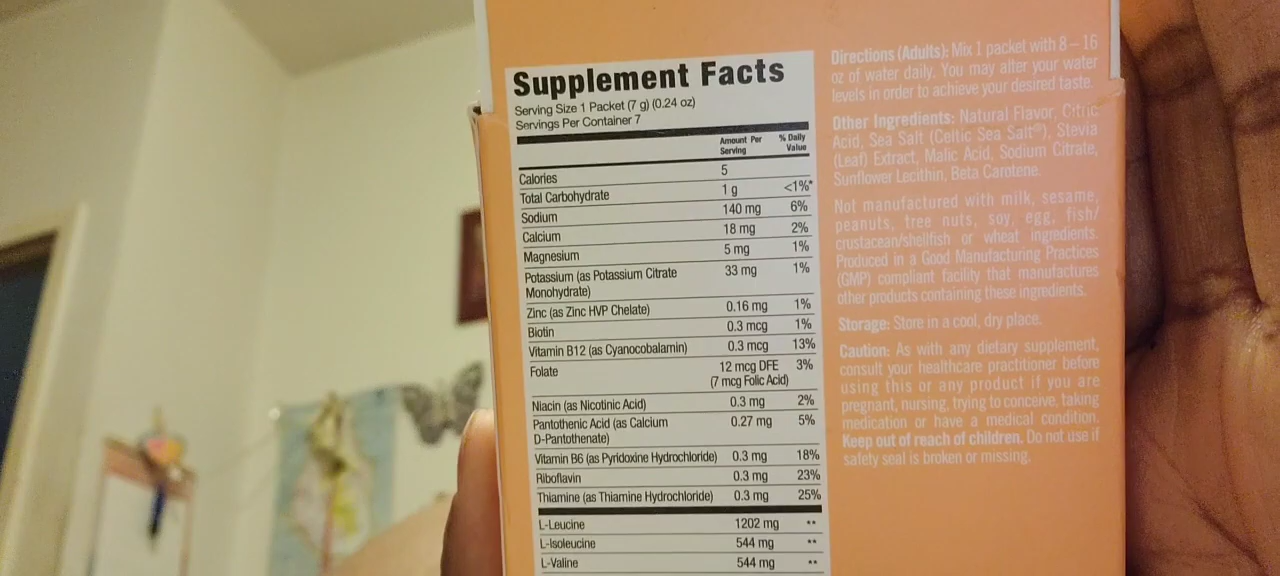 Supplement Facts
Serving Size 1 Packet (7 g) (0.24 oz)
Servings Per Container 7
Amount Per Serving % Daily Value
Calories 5
Total Carbohydrate 1 g <1%*
Sodium 140 mg 6%
Calcium 18 mg 2%
Magnesium 5 mg 1%
Potassium (as Potassium Citrate 33 mg 1%
Monohydrate)
Zinc (as Zinc HVP Chelate) 0.16 mg 1%
Biotin 0.3 mcg 1%
Vitamin B12 (as Cyanocobalamin) 0.3 mcg 13%
Folate 12 mcg DFE 3%
(7 mcg Folic Acid)
Niacin (as Nicotinic Acid) 0.3 mg 2%
Pantothenic Acid (as Calcium 0.27 mg 5%
D-Pantothenate)
Vitamin B6 (as Pyridoxine Hydrochloride) 0.3 mg 18%
Riboflavin 0.3 mg 23%
Thiamine (as Thiamine Hydrochloride) 0.3 mg 25%
L-Leucine 1202 mg **
L-Isoleucine 544 mg **
L-Valine 544 mg **
Directions (Adults): Mix 1 packet with 8 – 16
oz of water daily. You may alter your water
levels in order to achieve your desired taste.
Other Ingredients: Natural Flavor, Citric
Acid, Sea Salt (Celtic Sea Salt®), Stevia
(Leaf) Extract, Malic Acid, Sodium Citrate,
Sunflower Lecithin, Beta Carotene.
Not manufactured with milk, sesame,
peanuts, tree nuts, soy, egg, fish/
crustacean/shellfish or wheat ingredients.
Produced in a Good Manufacturing Practices
(GMP) compliant facility that manufactures
other products containing these ingredients.
Storage: Store in a cool, dry place.
Caution: As with any dietary supplement,
consult your healthcare practitioner before
using this or any product if you are
pregnant, nursing, trying to conceive, taking
medication or have a medical condition.
Keep out of reach of children. Do not use if
safety seal is broken or missing.